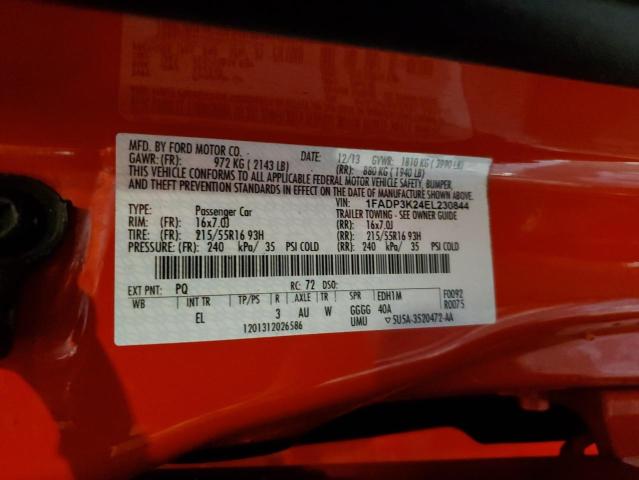 MFD. BY FORD MOTOR CO. DATE: 12/13 GVWR: 1810 KG ( 3990 LB)
GAWR: (FR): 972 KG ( 2143 LB) (RR): 880 KG ( 1940 LB)
THIS VEHICLE CONFORMS TO ALL APPLICABLE FEDERAL MOTOR VEHICLE SAFETY, BUMPER,
AND THEFT PREVENTION STANDARDS IN EFFECT ON THE DATE OF MANUFACTURE SHOWN ABOVE.
VIN: 1FADP3K24EL230844
TYPE: Passenger Car TRAILER TOWING - SEE OWNER GUIDE
RIM: (FR): 16x7.0J (RR): 16x7.0J
TIRE: (FR): 215/55R16 93H (RR): 215/55R16 93H
PRESSURE: (FR): 240 kPa/ 35 PSI COLD (RR): 240 kPa/ 35 PSI COLD
EXT PNT: PQ RC: 72 DSO:
WB INT TR TP/PS R AXLE TR SPR EDH1M F0092
EL 3 AU W GGGG 40A R0075
1201312026586 UMU 5U5A-3520472-AA